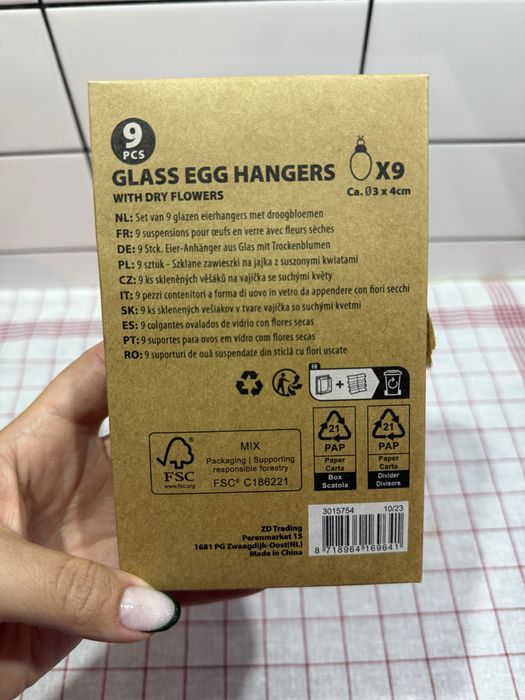 9
PCS
GLASS EGG HANGERS
WITH DRY FLOWERS
X9
Ca. Ø3 x 4cm
NL: Set van 9 glazen eierhangers met droogbloemen
FR: 9 suspensions pour œufs en verre avec fleurs sèches
DE: 9 Stck. Eier-Anhänger aus Glas mit Trockenblumen
PL: 9 sztuk - Szklane zawieszki na jajka z suszonymi kwiatami
CZ: 9 ks skleněných věšáků na vajíčka se suchými květy
IT: 9 pezzi contenitori a forma di uovo in vetro da appendere con fiori secchi
SK: 9 ks sklenených vešiakov v tvare vajíčka so suchými kvetmi
ES: 9 colgantes ovalados de vidrio con flores secas
PT: 9 suportes para ovos em vidro com flores secas
RO: 9 suporturi de ouă suspendate din sticlă cu flori uscate
FR
+
21
PAP
Paper
Carta
Box
Scatola
21
PAP
Paper
Carta
Divider
Divisore
FSC
www.fsc.org
MIX
Packaging | Supporting
responsible forestry
FSC® C186221
ZD Trading
Perenmarket 15
1681 PG Zwaagdijk-Oost(NL)
Made in China
3015754 10/23
8 718964 169641